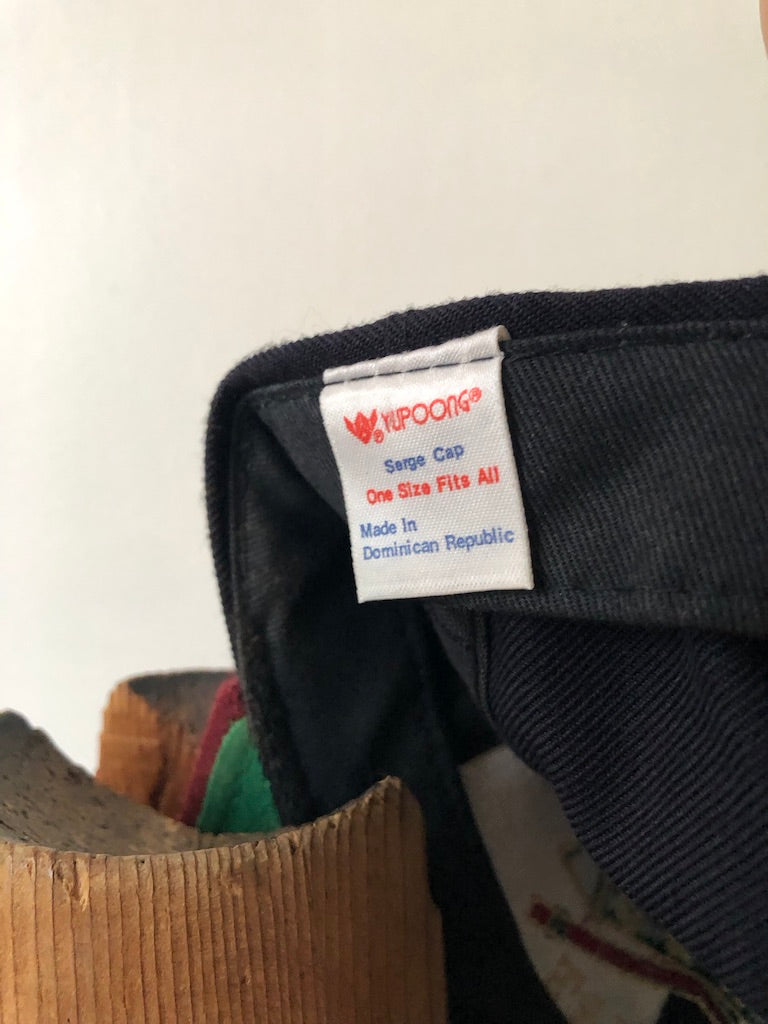 ® YUPOONG®
Serge Cap
One Size Fits All
Made In
Dominican Republic